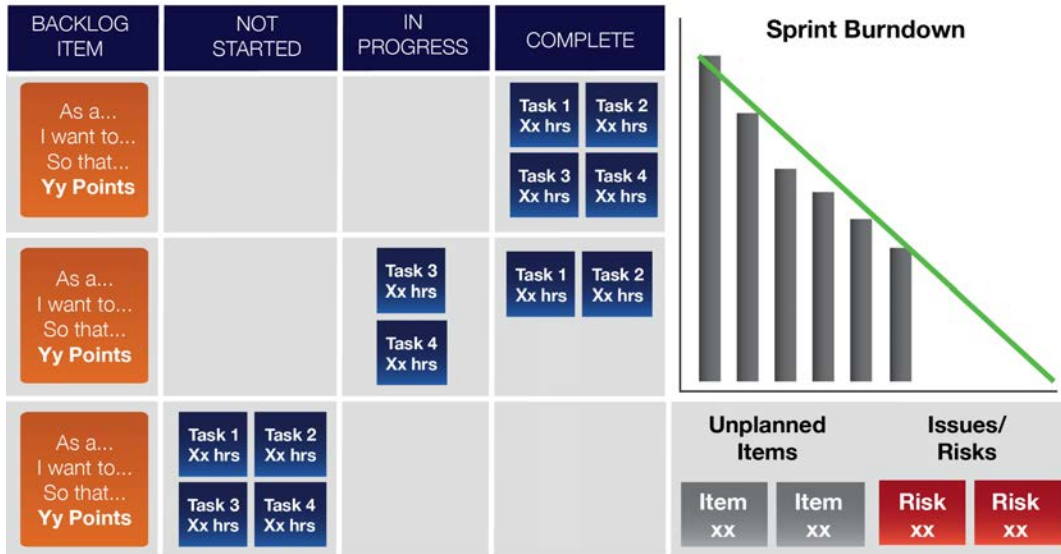 BACKLOG
ITEM
NOT
STARTED
IN
PROGRESS
COMPLETE
As a...
I want to...
So that...
Yy Points
Task 1
Xx hrs
Task 2
Xx hrs
Task 3
Xx hrs
Task 4
Xx hrs
As a...
I want to...
So that...
Yy Points
Task 3
Xx hrs
Task 4
Xx hrs
Task 1
Xx hrs
Task 2
Xx hrs
As a...
I want to...
So that...
Yy Points
Task 1
Xx hrs
Task 2
Xx hrs
Task 3
Xx hrs
Task 4
Xx hrs
Sprint Burndown
Unplanned
Items
Item
xx
Item
xx
Issues/
Risks
Risk
xx
Risk
xx